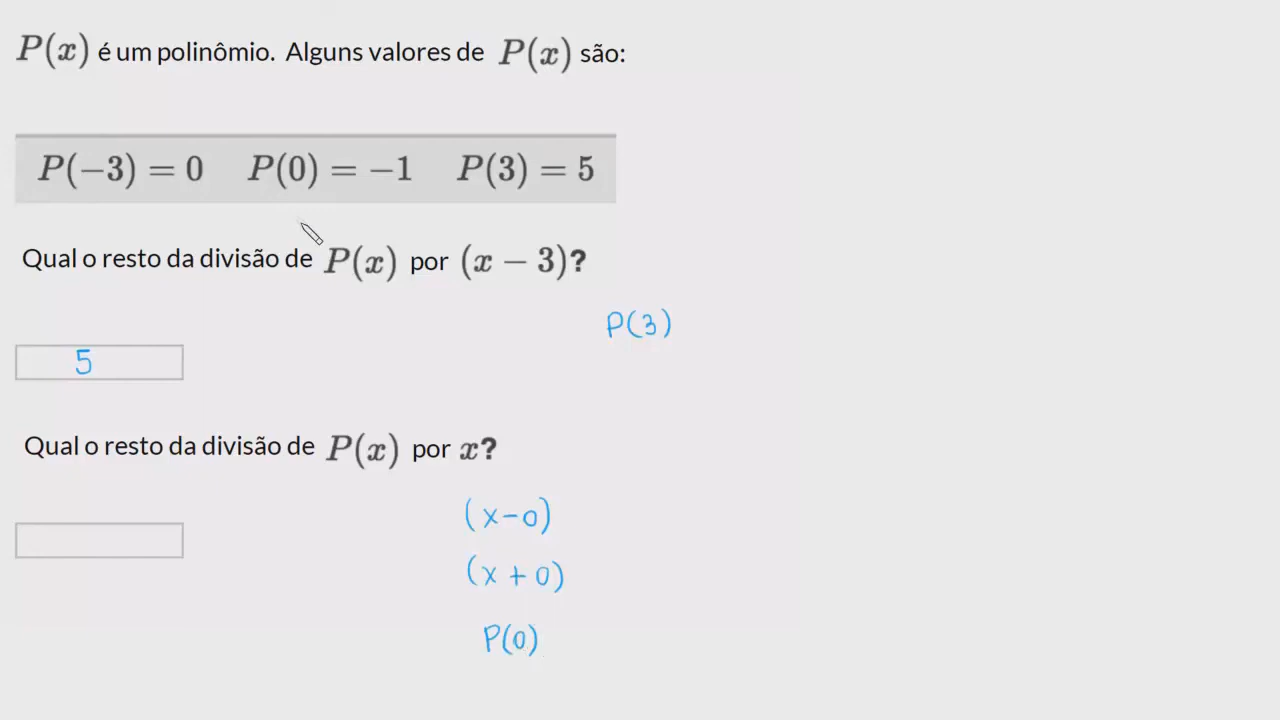 P(x) é um polinômio. Alguns valores de P(x) são:
P(−3) = 0 P(0) = −1 P(3) = 5
Qual o resto da divisão de P(x) por (x − 3)?
P(3)
5
Qual o resto da divisão de P(x) por x?
(x-0)
(x + 0)
P(0)